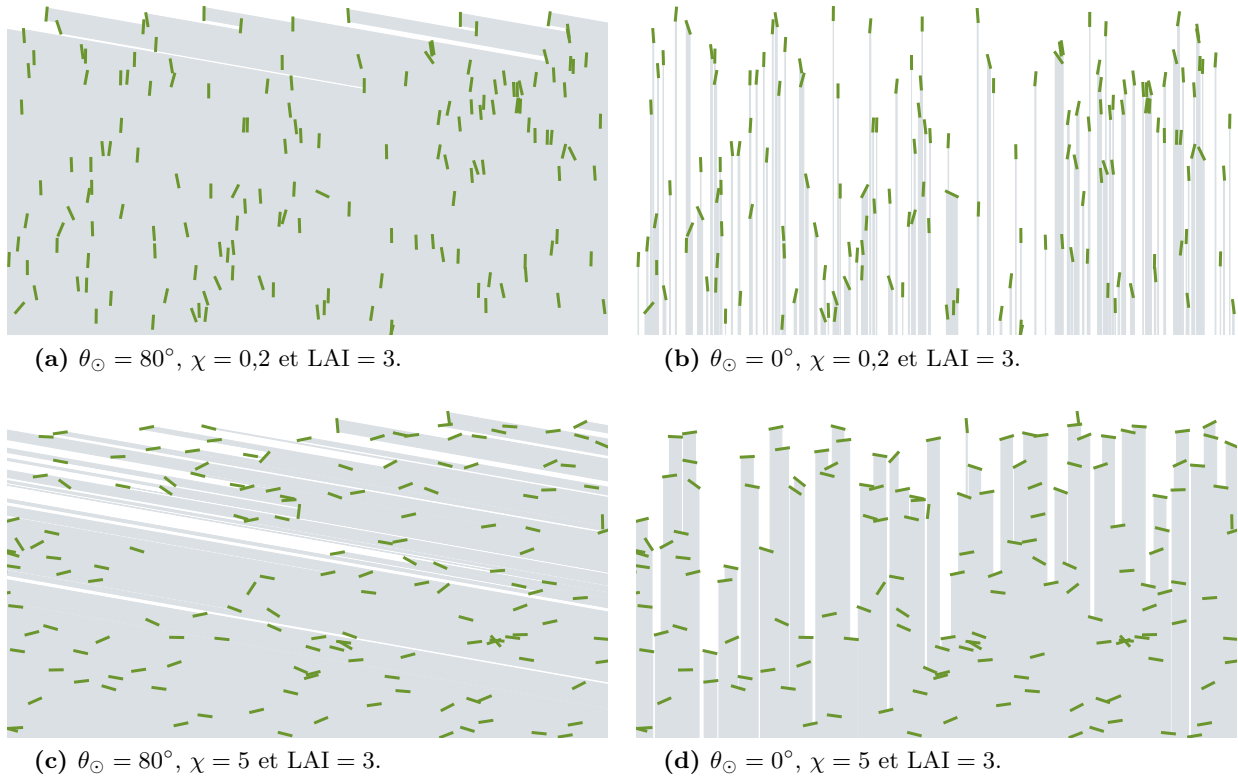 (a) θ☉ = 80°, χ = 0,2 et LAI = 3.
(b) θ☉ = 0°, χ = 0,2 et LAI = 3.
(c) θ☉ = 80°, χ = 5 et LAI = 3.
(d) θ☉ = 0°, χ = 5 et LAI = 3.